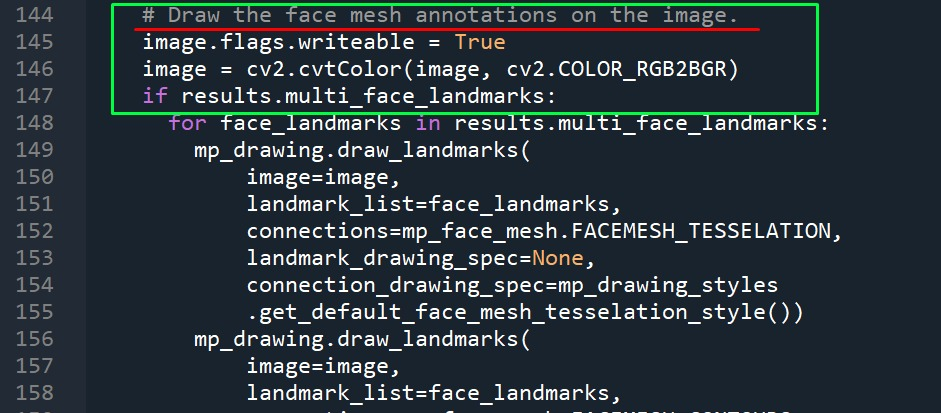 144 # Draw the face mesh annotations on the image.
145 image.flags.writeable = True
146 image = cv2.cvtColor(image, cv2.COLOR_RGB2BGR)
147 if results.multi_face_landmarks:
148 for face_landmarks in results.multi_face_landmarks:
149 mp_drawing.draw_landmarks(
150 image=image,
151 landmark_list=face_landmarks,
152 connections=mp_face_mesh.FACEMESH_TESSELATION,
153 landmark_drawing_spec=None,
154 connection_drawing_spec=mp_drawing_styles
155 .get_default_face_mesh_tesselation_style())
156 mp_drawing.draw_landmarks(
157 image=image,
158 landmark_list=face_landmarks,